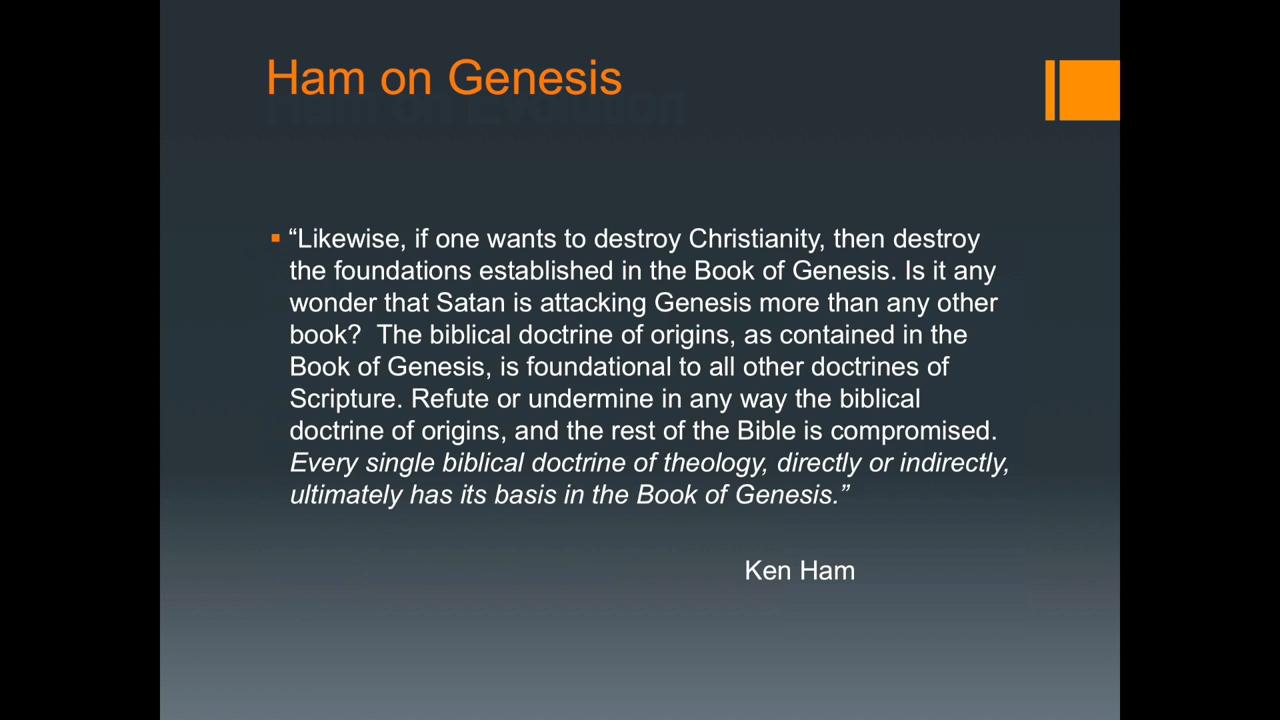 Ham on Genesis
Ham on Evolution
“Likewise, if one wants to destroy Christianity, then destroy
the foundations established in the Book of Genesis. Is it any
wonder that Satan is attacking Genesis more than any other
book?  The biblical doctrine of origins, as contained in the
Book of Genesis, is foundational to all other doctrines of
Scripture. Refute or undermine in any way the biblical
doctrine of origins, and the rest of the Bible is compromised.
Every single biblical doctrine of theology, directly or indirectly,
ultimately has its basis in the Book of Genesis.”
Ken Ham